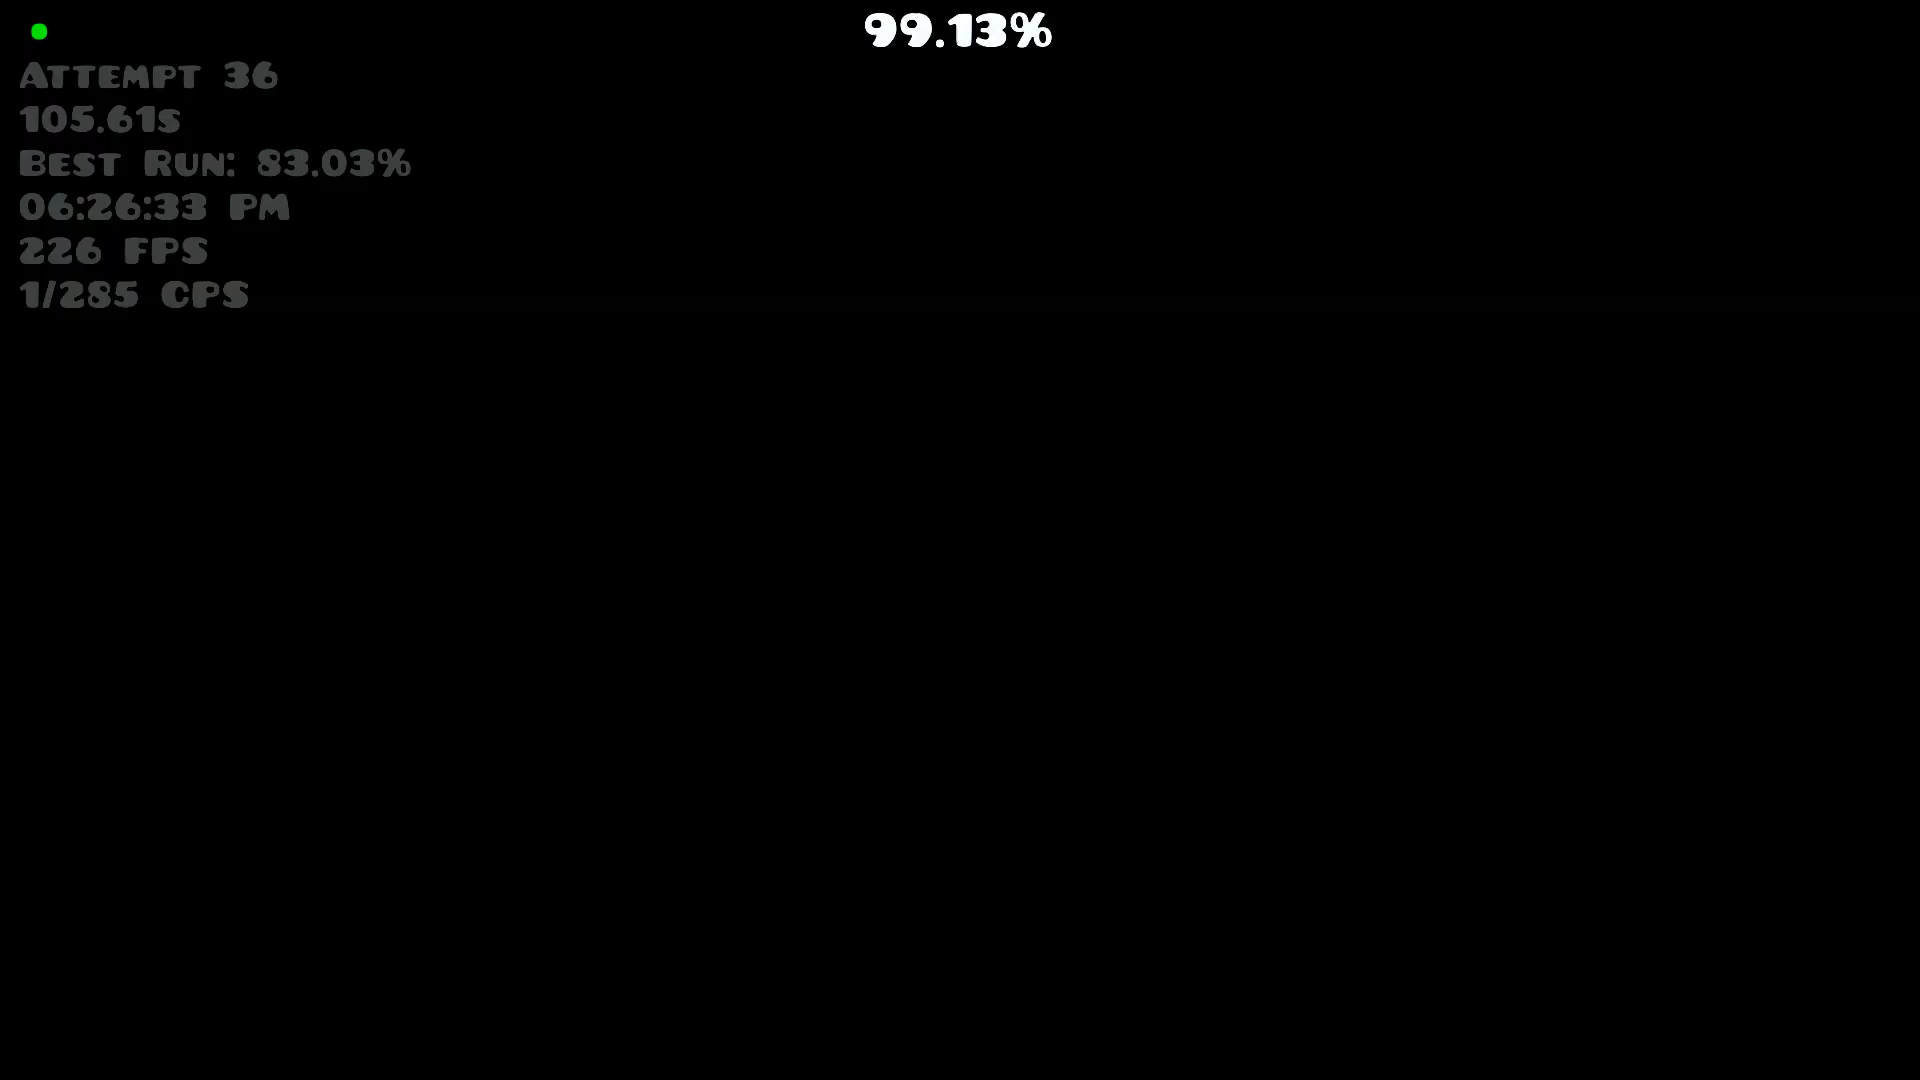 99.13%
Attempt 36
105.61s
Best Run: 83.03%
06:26:33 PM
226 FPS
1/285 CPS